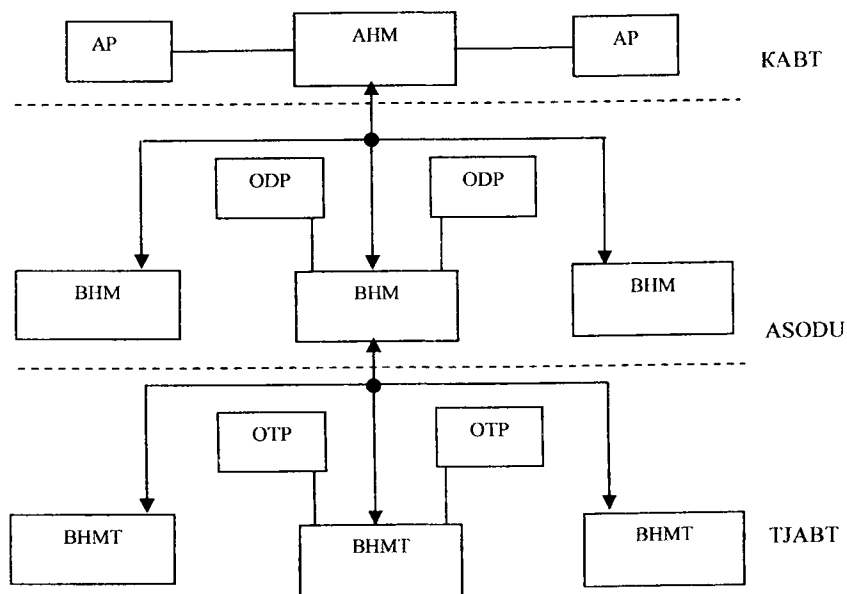 AP
AHM
AP
KABT
ODP
ODP
BHM
BHM
BHM
ASODU
OTP
OTP
BHMT
BHMT
BHMT
TJABT